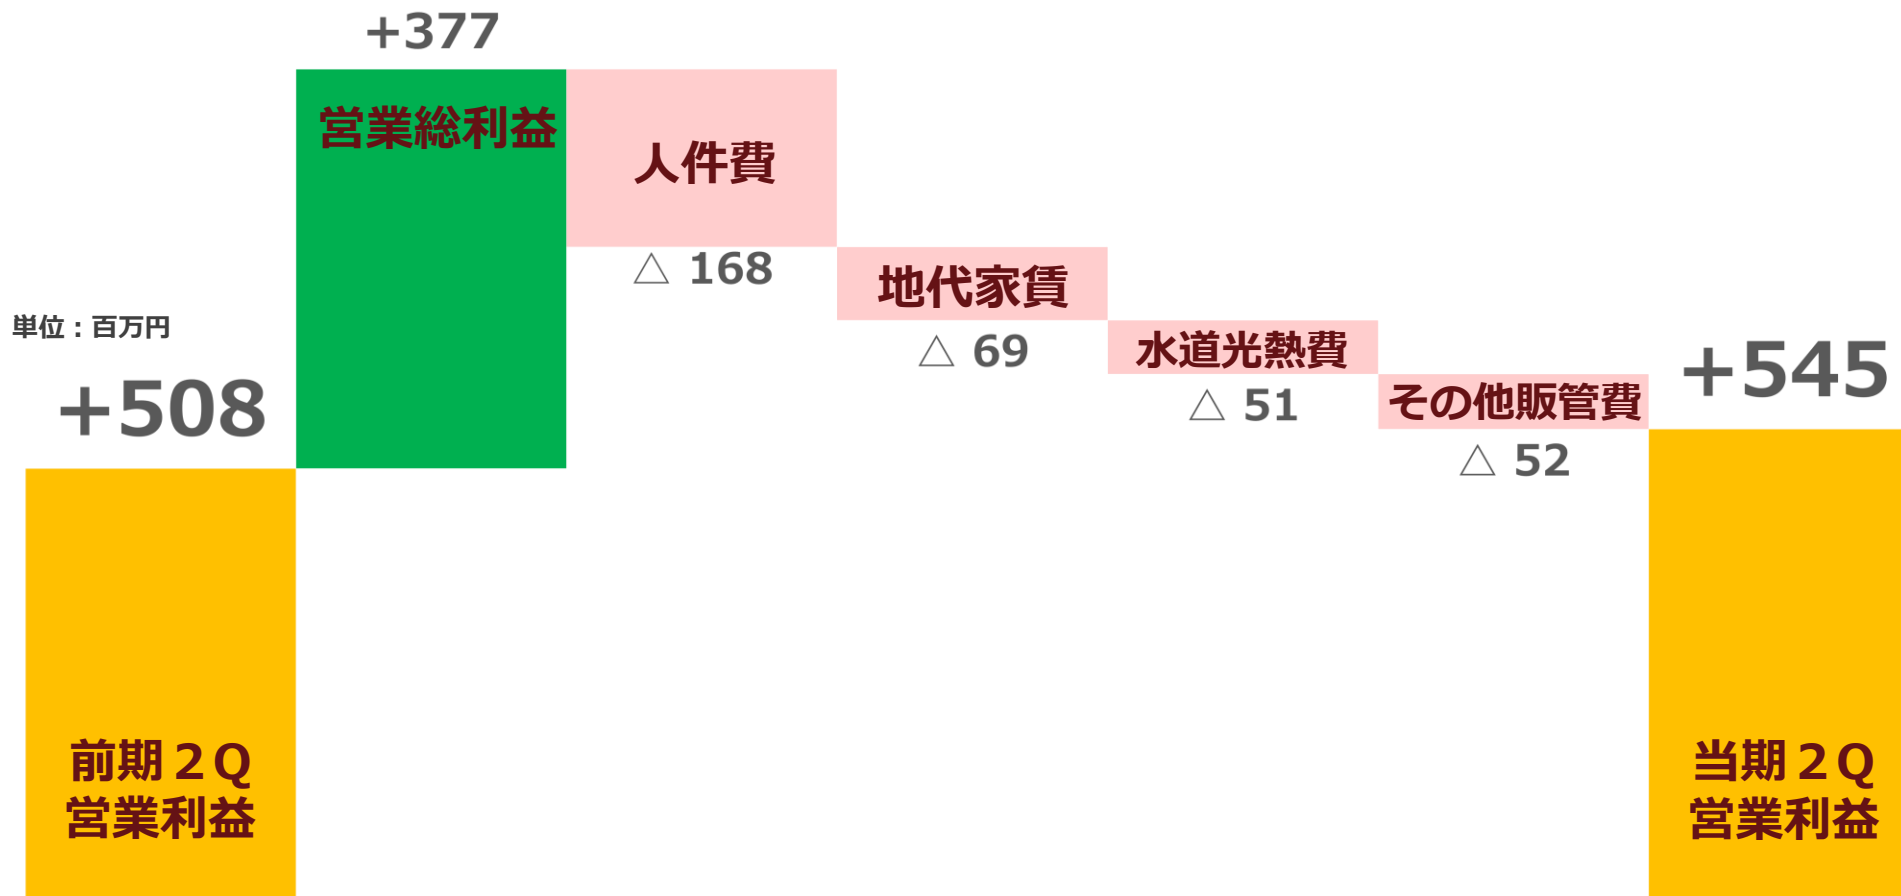 +377
営業総利益
人件費
△ 168
地代家賃
△ 69
水道光熱費
△ 51
その他販管費
△ 52
単位：百万円
+508
+545
前期２Ｑ
営業利益
当期２Ｑ
営業利益